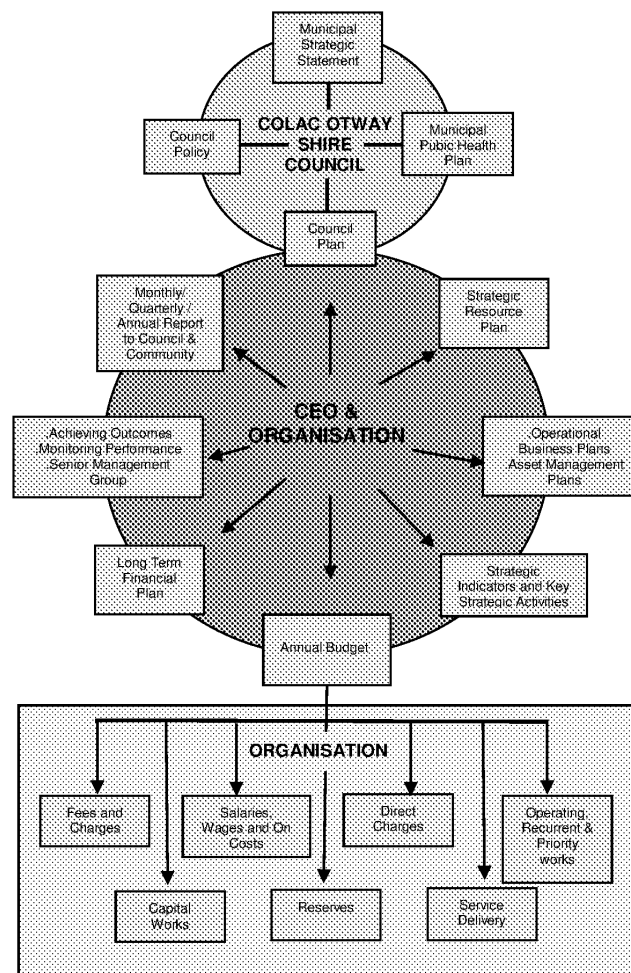 Municipal
Strategic
Statement
COLAC OTWAY
SHIRE
COUNCIL
Council
Policy
Municipal
Pubic Health
Plan
Council
Plan
Monthly/
Quarterly /
Annual Report
to Council &
Community
Strategic
Resource
Plan
CEO &
ORGANISATION
.Achieving Outcomes
.Monitoring Performance
.Senior Management
Group
Operational
Business Plans
Asset Management
Plans
Long Term
Financial
Plan
Strategic
Indicators and Key
Strategic Activities
Annual Budget
ORGANISATION
Fees and
Charges
Salaries,
Wages and On
Costs
Direct
Charges
Operating,
Recurrent &
Priority
works
Capital
Works
Reserves
Service
Delivery